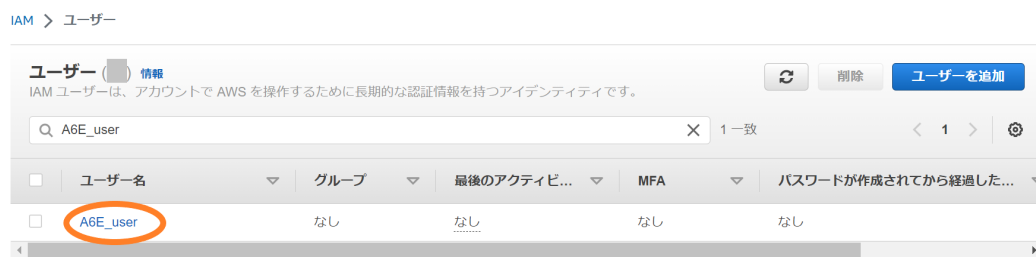 IAM > ユーザー
ユーザー ( ) 情報
削除
ユーザーを追加
IAM ユーザーは、アカウントで AWS を操作するために長期的な認証情報を持つアイデンティティです。
A6E_user
1 一致
1
ユーザー名 グループ 最後のアクティビ... MFA パスワードが作成されてから経過した...
A6E_user なし なし なし なし